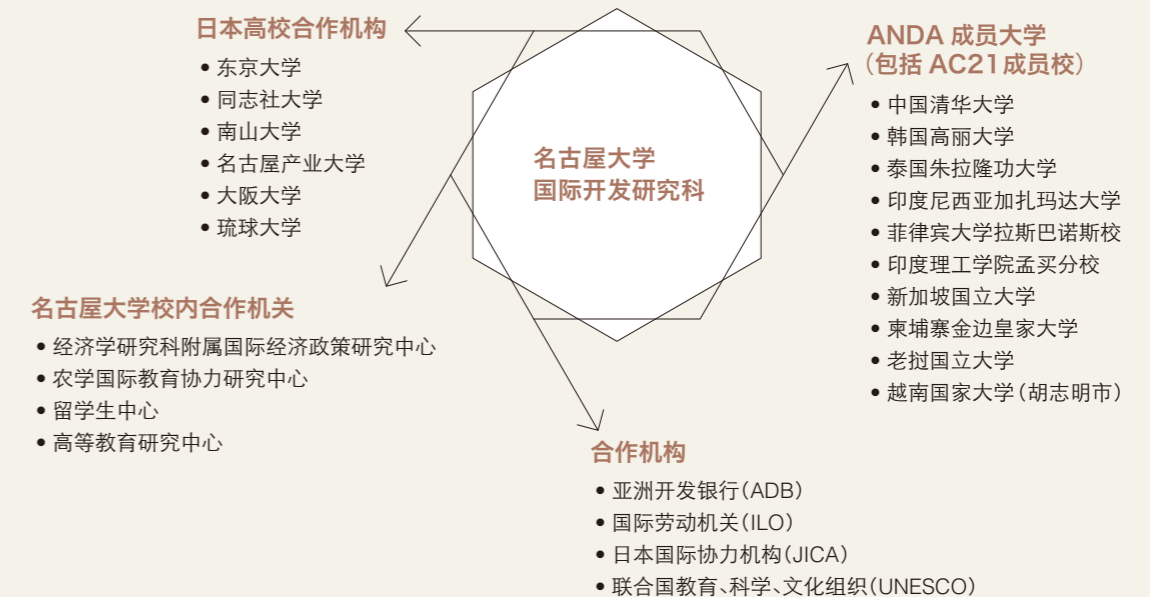 日本高校合作机构
• 东京大学
• 同志社大学
• 南山大学
• 名古屋产业大学
• 大阪大学
• 琉球大学
名古屋大学
国际开发研究科
ANDA 成员大学
(包括 AC21成员校)
• 中国清华大学
• 韩国高丽大学
• 泰国朱拉隆功大学
• 印度尼西亚加扎玛达大学
• 菲律宾大学拉斯巴诺斯校
• 印度理工学院孟买分校
• 新加坡国立大学
• 柬埔寨金边皇家大学
• 老挝国立大学
• 越南国家大学(胡志明市)
名古屋大学校内合作机关
• 经济学研究科附属国际经济政策研究中心
• 农学国际教育协力研究中心
• 留学生中心
• 高等教育研究中心
合作机构
• 亚洲开发银行(ADB)
• 国际劳动机关(ILO)
• 日本国际协力机构(JICA)
• 联合国教育、科学、文化组织(UNESCO)